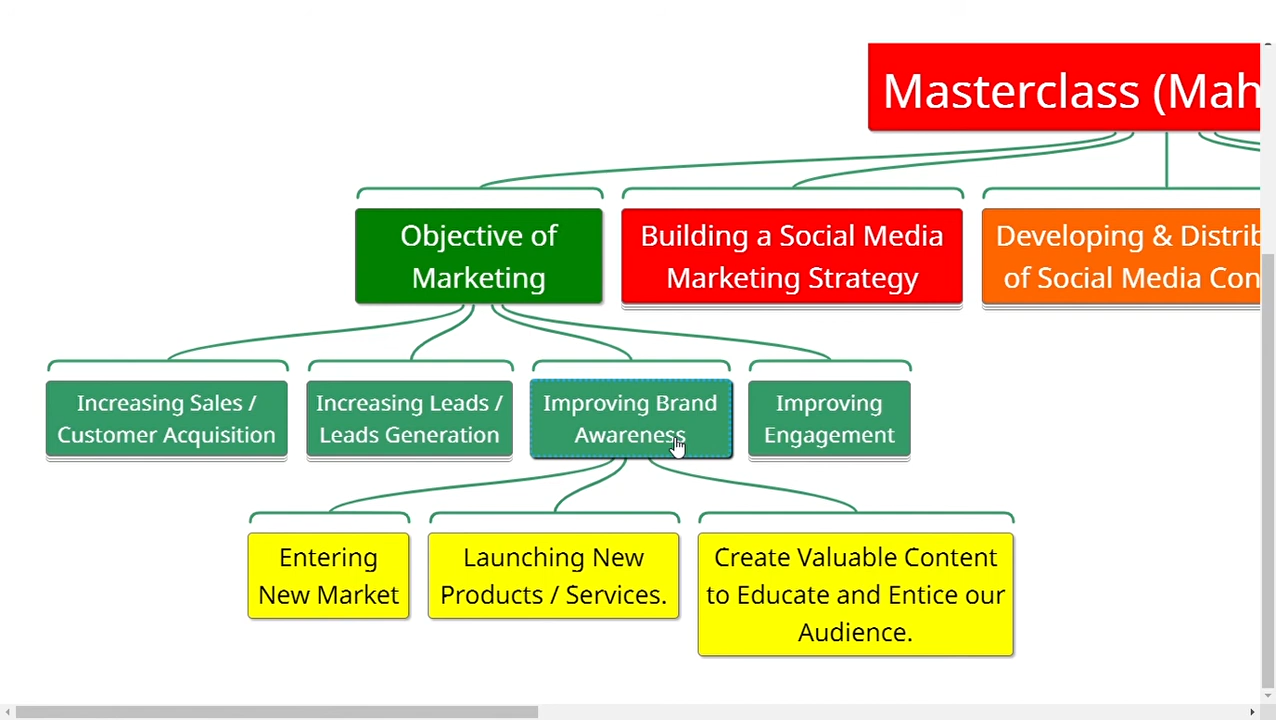 Masterclass (Mah
Objective of
Marketing
Building a Social Media
Marketing Strategy
Developing & Distrib
of Social Media Con
Increasing Sales /
Customer Acquisition
Increasing Leads /
Leads Generation
Improving Brand
Awareness
Improving
Engagement
Entering
New Market
Launching New
Products / Services.
Create Valuable Content
to Educate and Entice our
Audience.